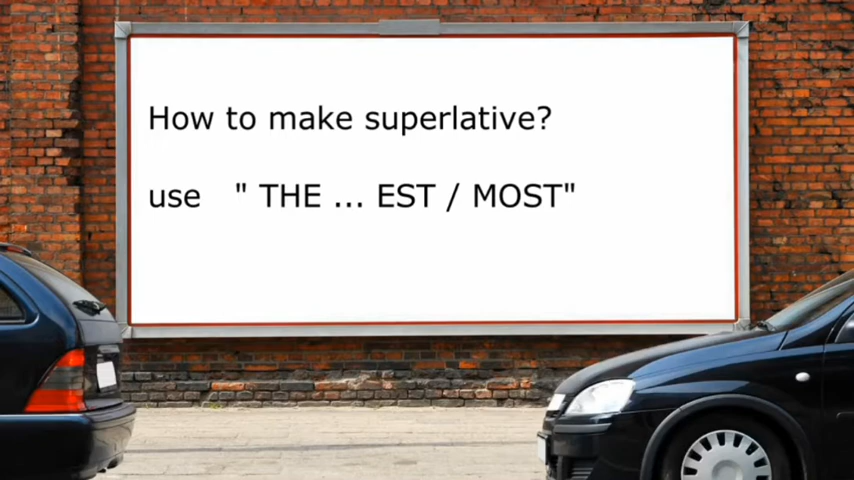 How to make superlative?
use " THE ... EST / MOST"